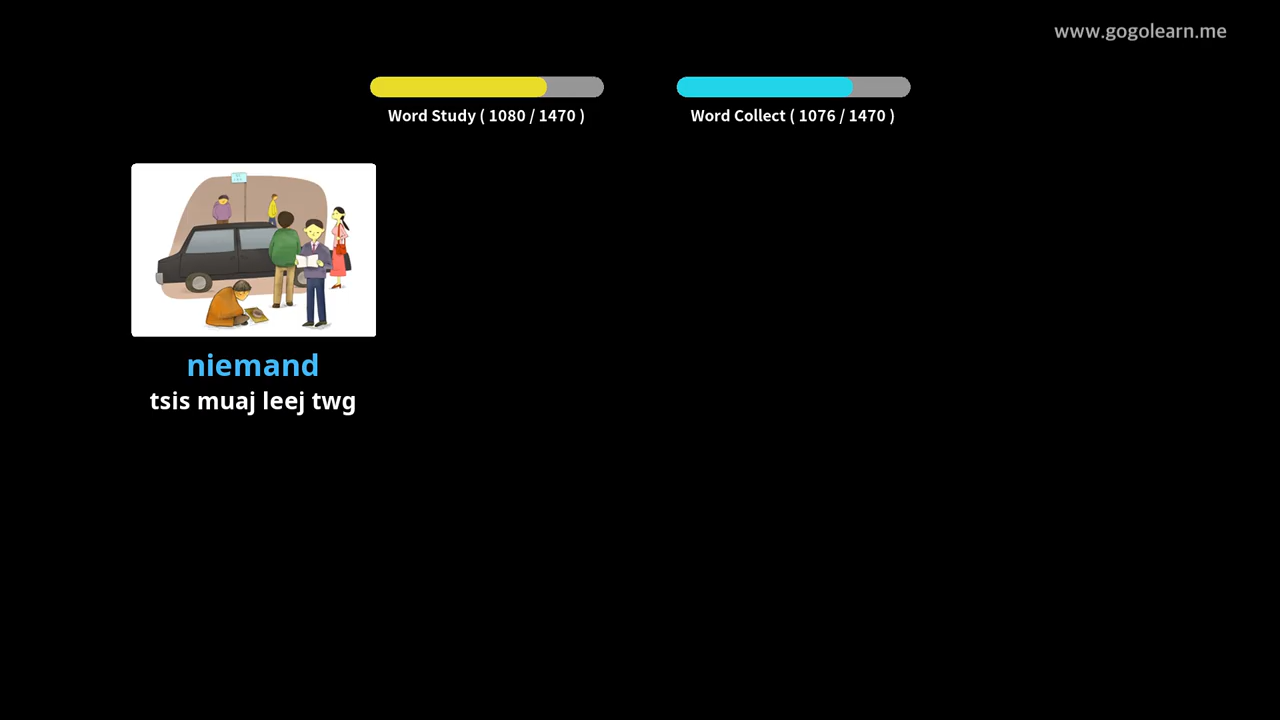 www.gogolearn.me
Word Study ( 1080 / 1470 )
Word Collect ( 1076 / 1470 )
niemand
tsis muaj leej twg